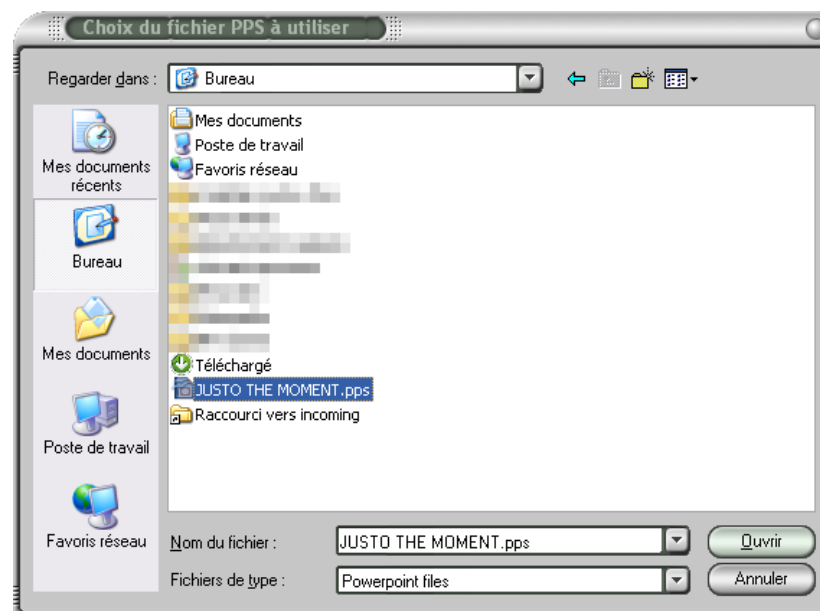 Choix du fichier PPS à utiliser
Regarder dans :
Bureau
Mes documents récents
Bureau
Mes documents
Poste de travail
Favoris réseau
Mes documents
Poste de travail
Favoris réseau
Téléchargé
JUSTO THE MOMENT.pps
Raccourci vers incoming
Nom du fichier :
JUSTO THE MOMENT.pps
Ouvrir
Fichiers de type :
Powerpoint files
Annuler